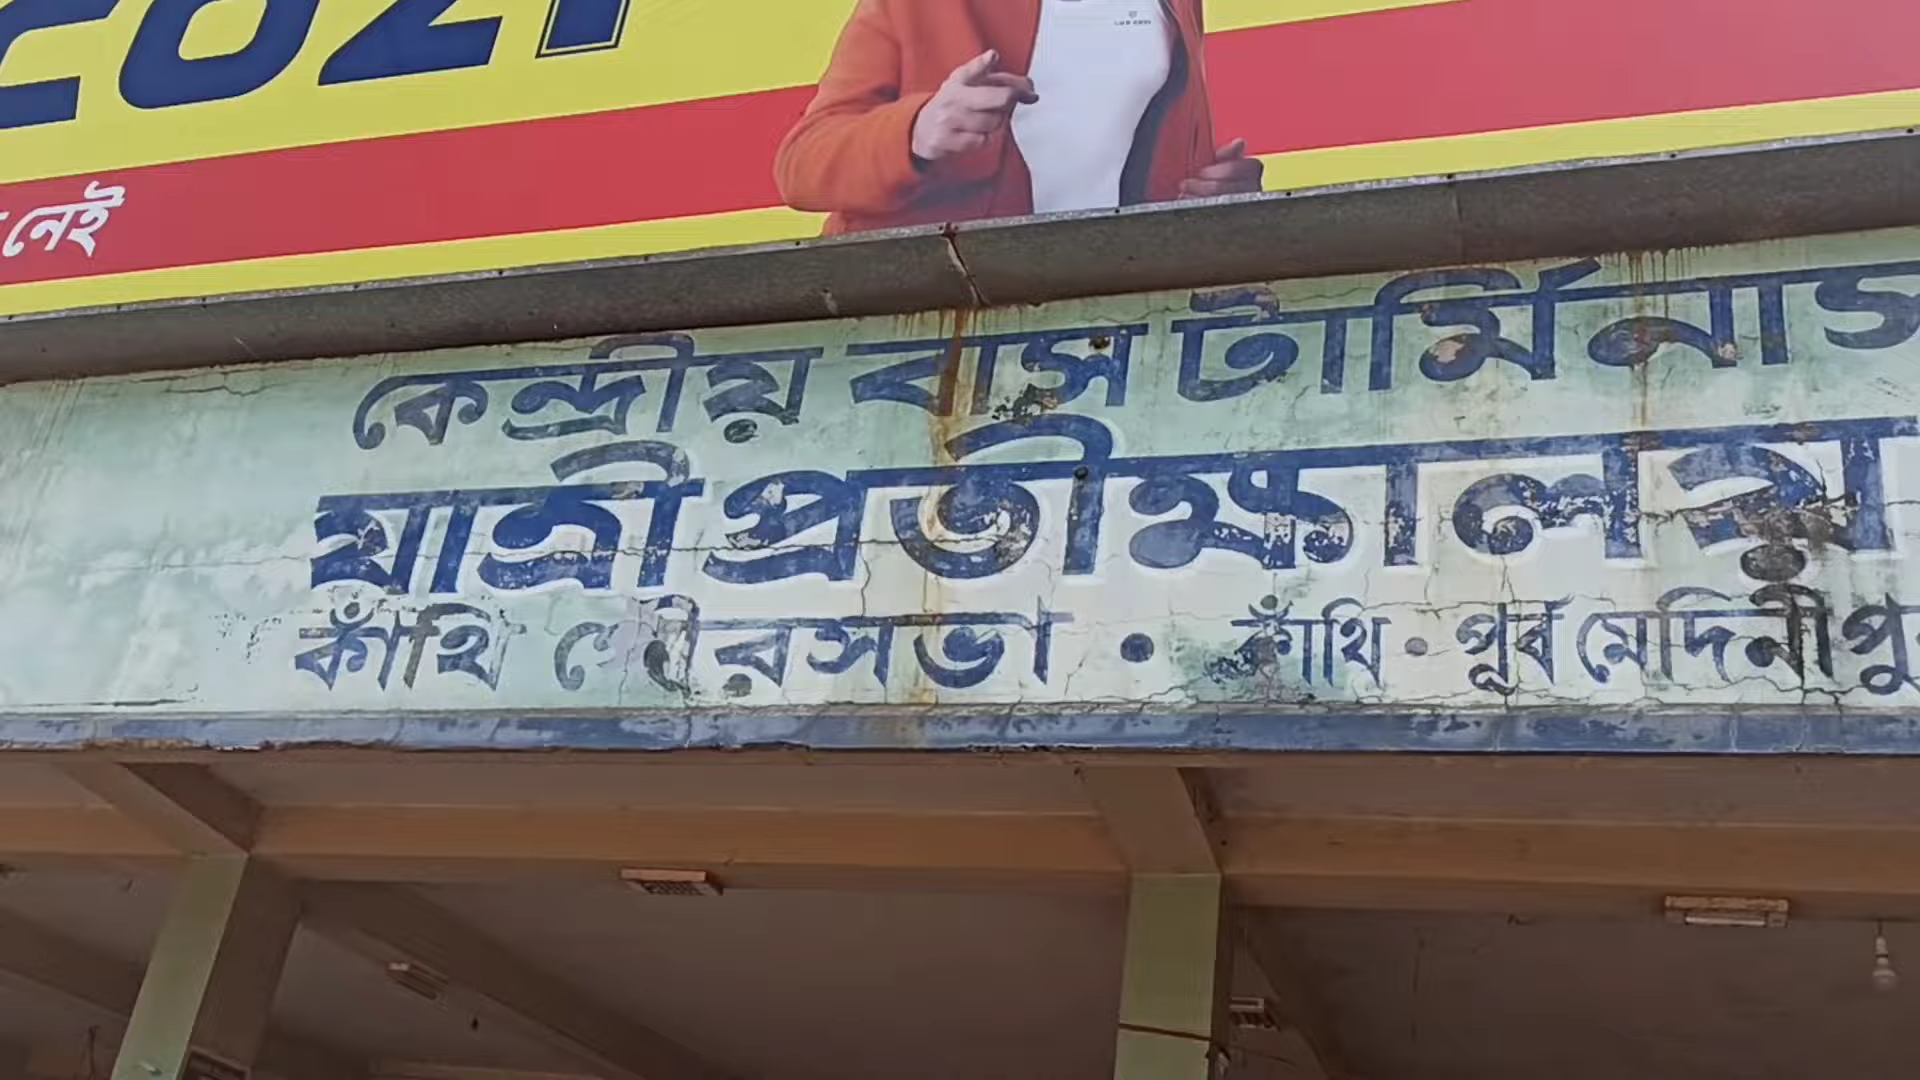 নেই
কেন্দ্রীয় বাস টার্মিনাস
যাত্রী প্রতীক্ষালয়
কাঁথি পৌরসভা • কাঁথি • পূর্ব মেদিনীপু